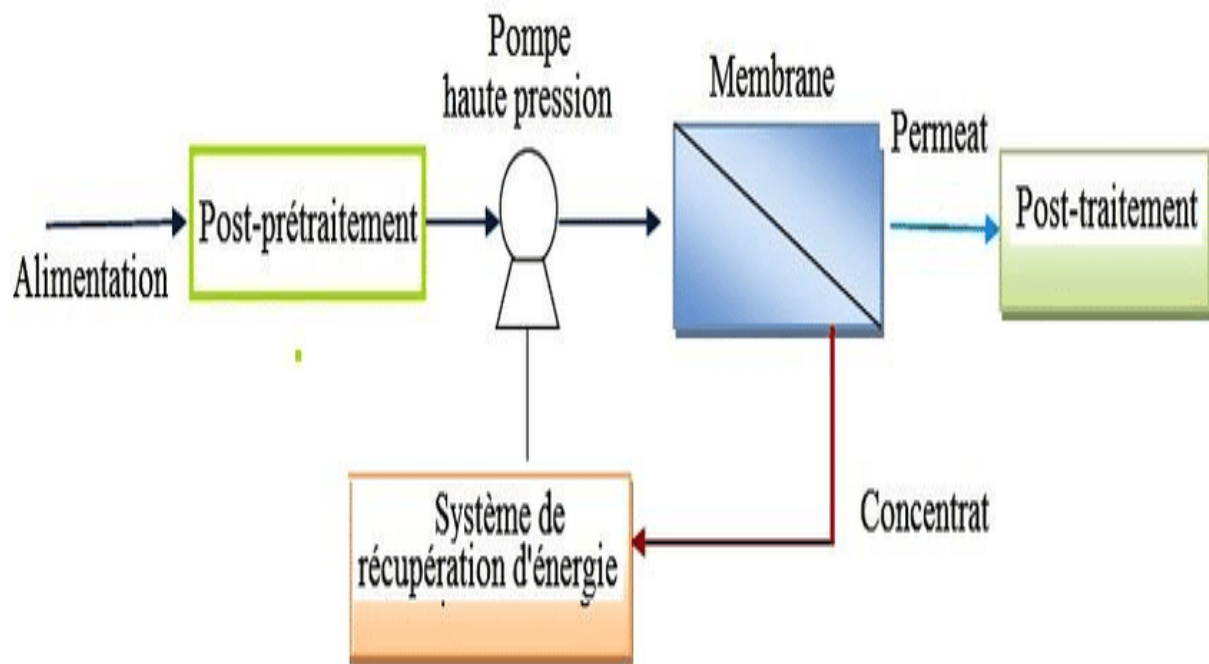 Pompe
haute pression
Membrane
Permeat
Post-prétraitement
Post-traitement
Alimentation
Système de
récupération d'énergie
Concentrat